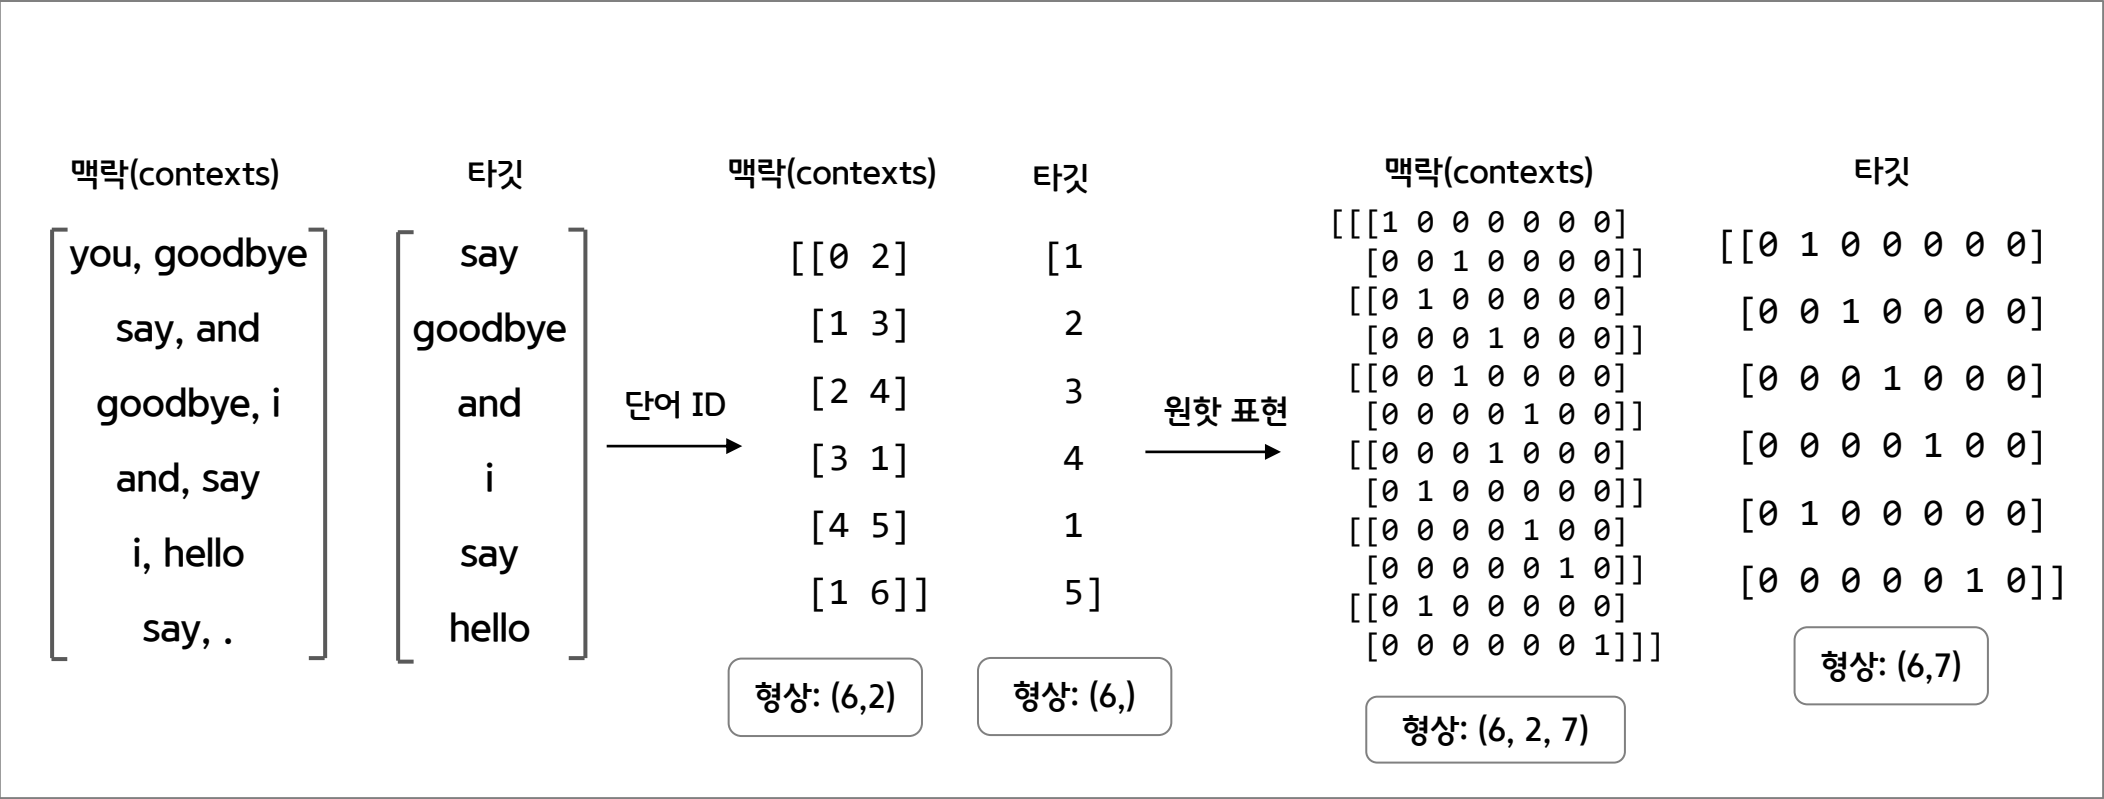 맥락(contexts)
you, goodbye
say, and
goodbye, i
and, say
i, hello
say, .
타깃
say
goodbye
and
i
say
hello
단어 ID
맥락(contexts)
[[0 2]
[1 3]
[2 4]
[3 1]
[4 5]
[1 6]]
형상: (6,2)
타깃
[1
2
3
4
1
5]
형상: (6,)
원핫 표현
맥락(contexts)
[[[1 0 0 0 0 0 0]
[0 0 1 0 0 0 0]]
[[0 1 0 0 0 0 0]
[0 0 0 1 0 0 0]]
[[0 0 1 0 0 0 0]
[0 0 0 0 1 0 0]]
[[0 0 0 1 0 0 0]
[0 1 0 0 0 0 0]]
[[0 0 0 0 1 0 0]
[0 0 0 0 0 1 0]]
[[0 1 0 0 0 0 0]
[0 0 0 0 0 0 1]]]
형상: (6, 2, 7)
타깃
[[0 1 0 0 0 0 0]
[0 0 1 0 0 0 0]
[0 0 0 1 0 0 0]
[0 0 0 0 1 0 0]
[0 1 0 0 0 0 0]
[0 0 0 0 0 1 0]]
형상: (6,7)